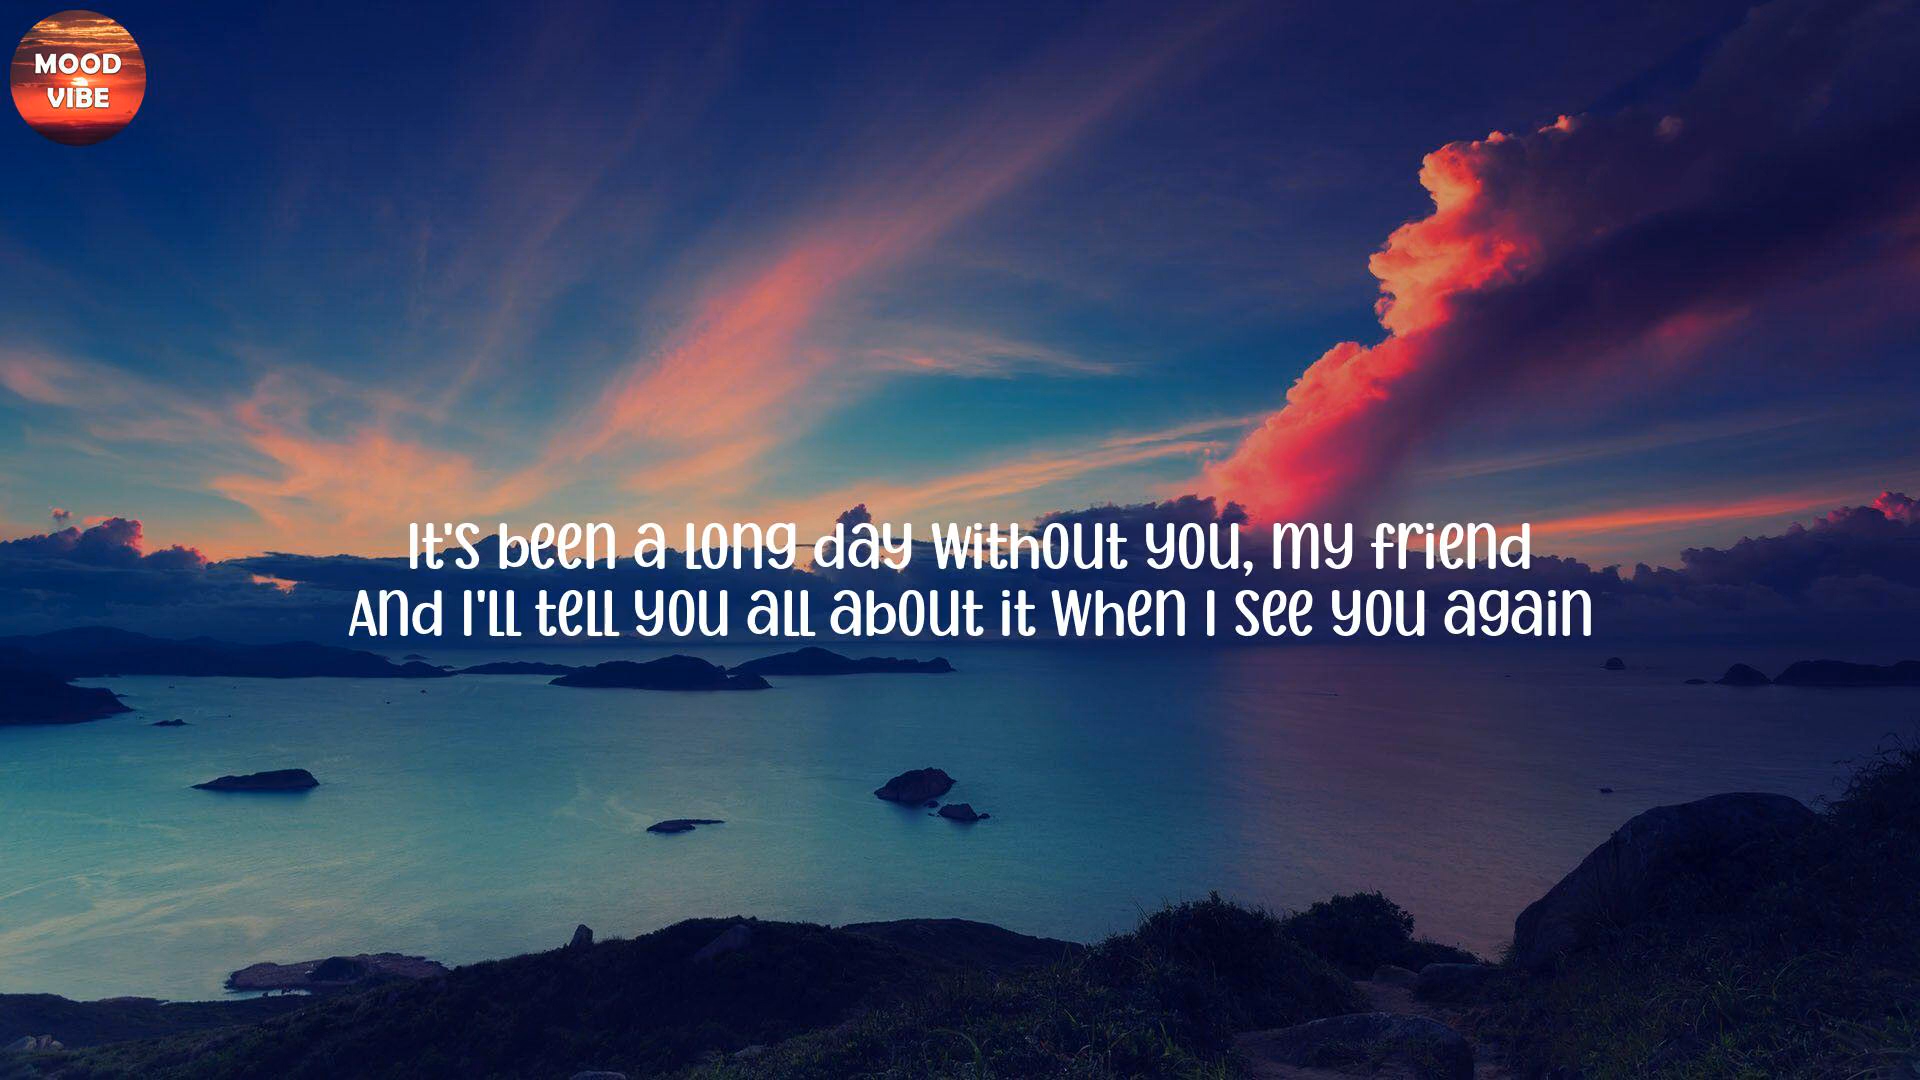 MOOD
VIBE
It's been a long day without you, my friend
And I'll tell you all about it when I see you again